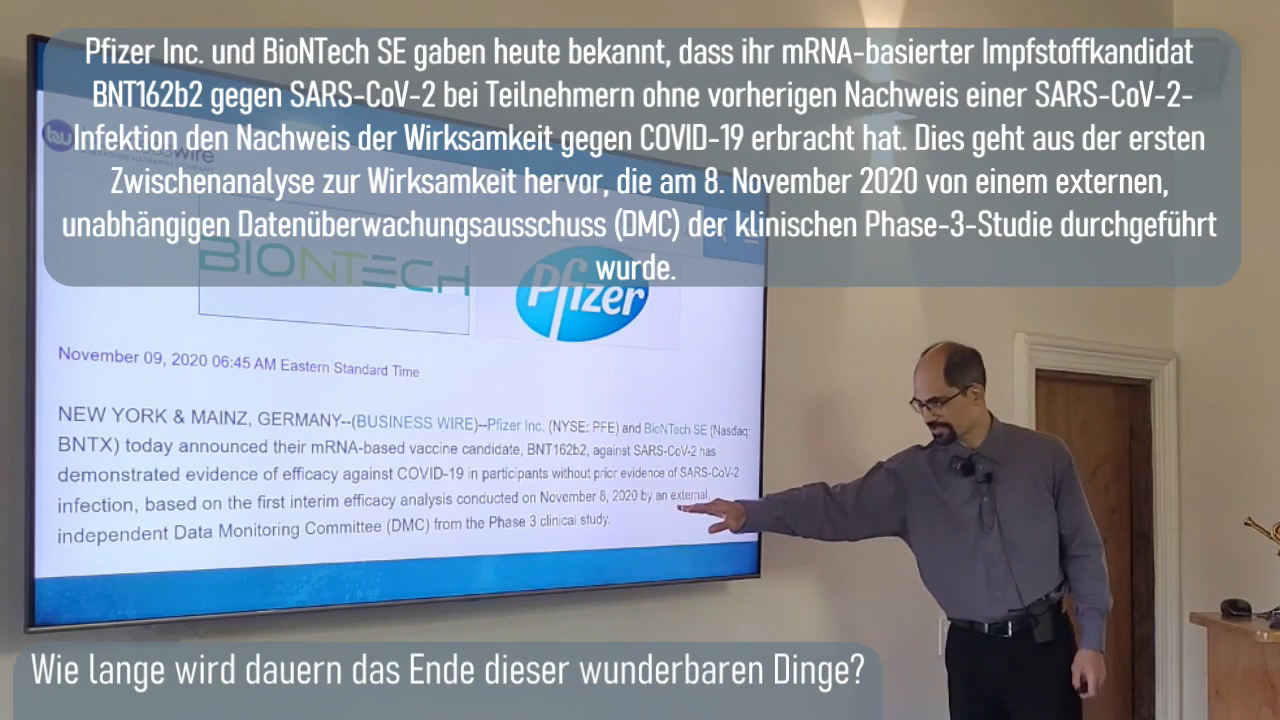 Pfizer Inc. und BioNTech SE gaben heute bekannt, dass ihr mRNA-basierter Impfstoffkandidat
BNT162b2 gegen SARS-CoV-2 bei Teilnehmern ohne vorherigen Nachweis einer SARS-CoV-2-
Infektion den Nachweis der Wirksamkeit gegen COVID-19 erbracht hat. Dies geht aus der ersten
Zwischenanalyse zur Wirksamkeit hervor, die am 8. November 2020 von einem externen,
unabhängigen Datenüberwachungsausschuss (DMC) der klinischen Phase-3-Studie durchgeführt
wurde.
BIONTECH
Pfizer
November 09, 2020 06:45 AM Eastern Standard Time
NEW YORK & MAINZ, GERMANY--(BUSINESS WIRE)--Pfizer Inc. (NYSE: PFE) and BioNTech SE (Nasdaq:
BNTX) today announced their mRNA-based vaccine candidate, BNT162b2, against SARS-CoV-2 has
demonstrated evidence of efficacy against COVID-19 in participants without prior evidence of SARS-CoV-2
infection, based on the first interim efficacy analysis conducted on November 8, 2020 by an external,
independent Data Monitoring Committee (DMC) from the Phase 3 clinical study.
Wie lange wird dauern das Ende dieser wunderbaren Dinge?